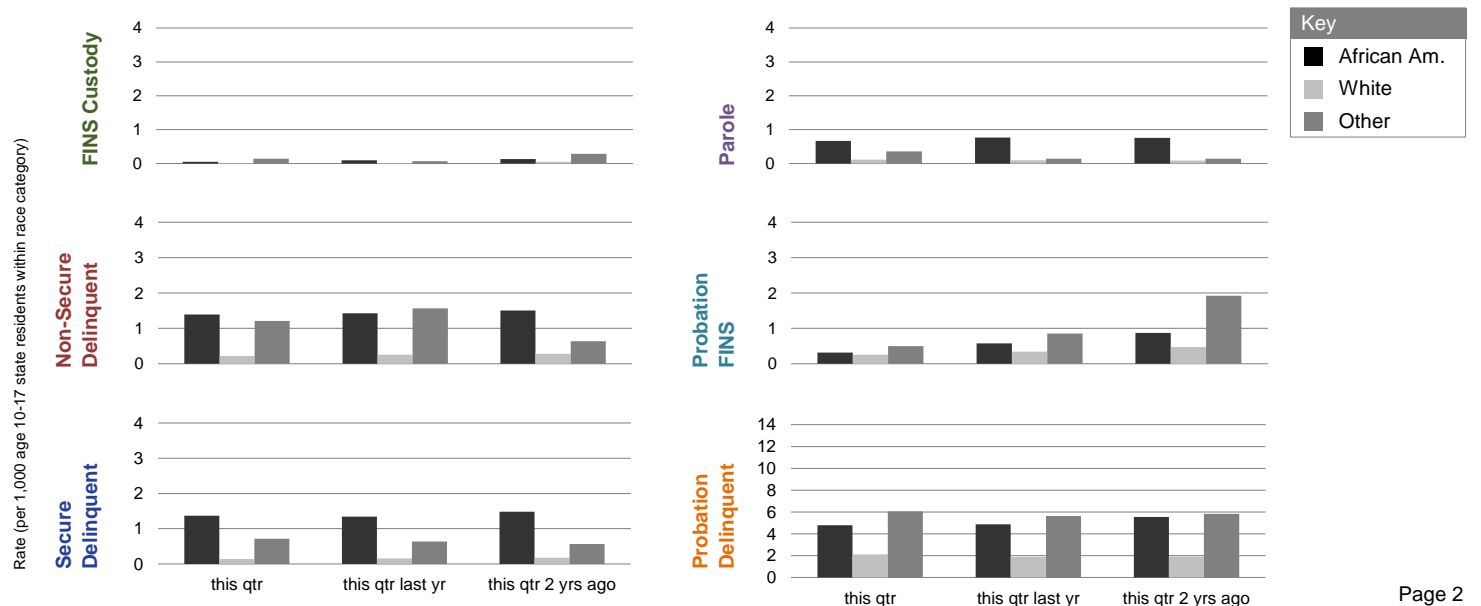 Rate (per 1,000 age 10-17 state residents within race category)
FINS Custody
4
3
2
1
0
Parole
4
3
2
1
0
Key
African Am.
White
Other
Non-Secure
Delinquent
4
3
2
1
0
Probation
FINS
4
3
2
1
0
Secure
Delinquent
4
3
2
1
0
this qtr
this qtr last yr
this qtr 2 yrs ago
Probation
Delinquent
14
12
10
8
6
4
2
0
this qtr
this qtr last yr
this qtr 2 yrs ago
Page 2